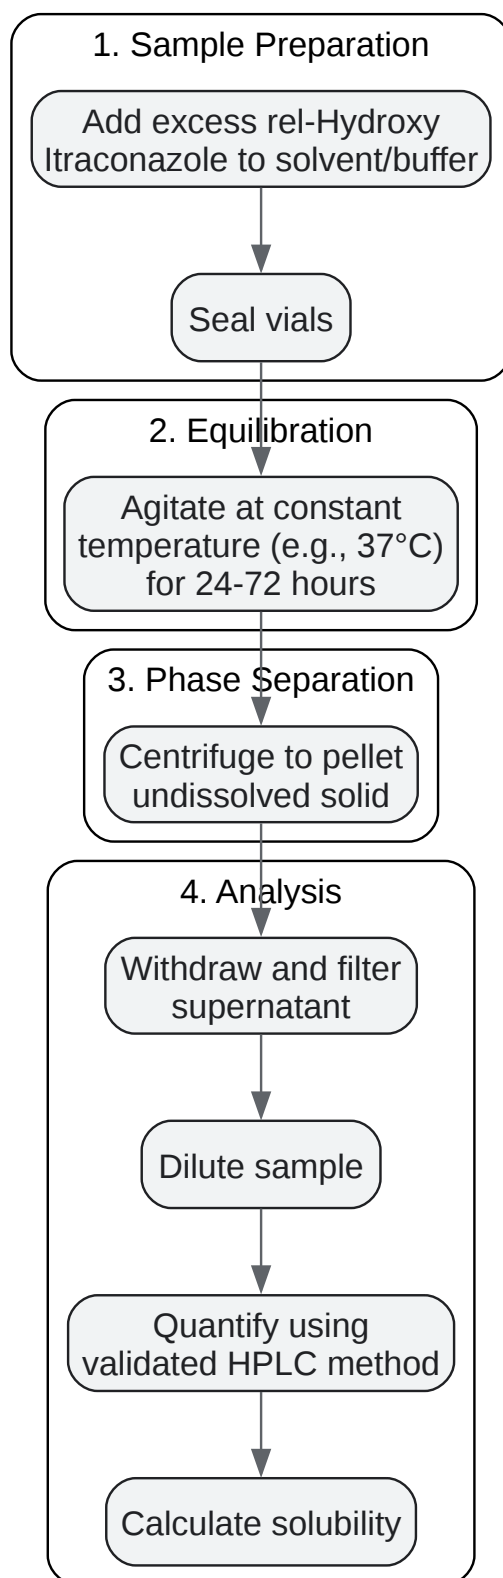 1. Sample Preparation
Add excess rel-Hydroxy
Itraconazole to solvent/buffer
Seal vials
2. Equilibration
Agitate at constant
temperature (e.g., 37°C)
for 24-72 hours
3. Phase Separation
Centrifuge to pellet
undissolved solid
4. Analysis
Withdraw and filter
supernatant
Dilute sample
Quantify using
validated HPLC method
Calculate solubility